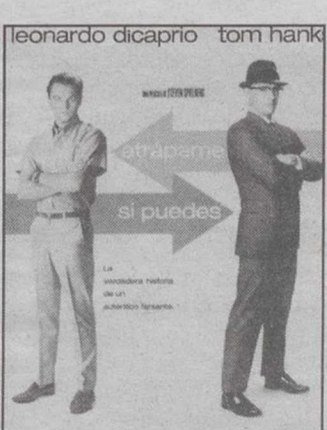 leonardo dicaprio tom hank
atrápame
si puedes
La
verdadera historia
de un
auténtico farsante.